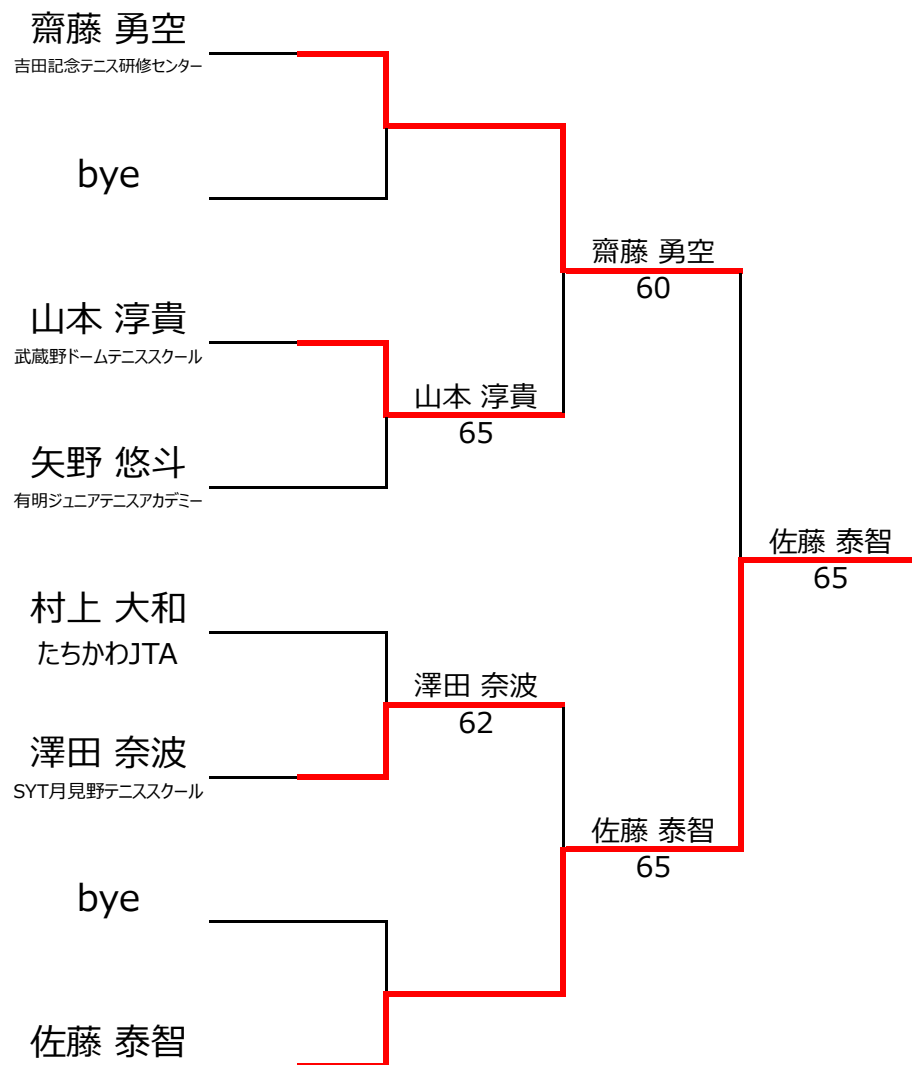 齋藤 勇空
吉田記念テニス研修センター
bye
齋藤 勇空
60
山本 淳貴
武蔵野ドームテニススクール
山本 淳貴
65
矢野 悠斗
有明ジュニアテニスアカデミー
佐藤 泰智
65
村上 大和
たちかわJTA
澤田 奈波
62
澤田 奈波
SYT月見野テニススクール
佐藤 泰智
65
bye
佐藤 泰智